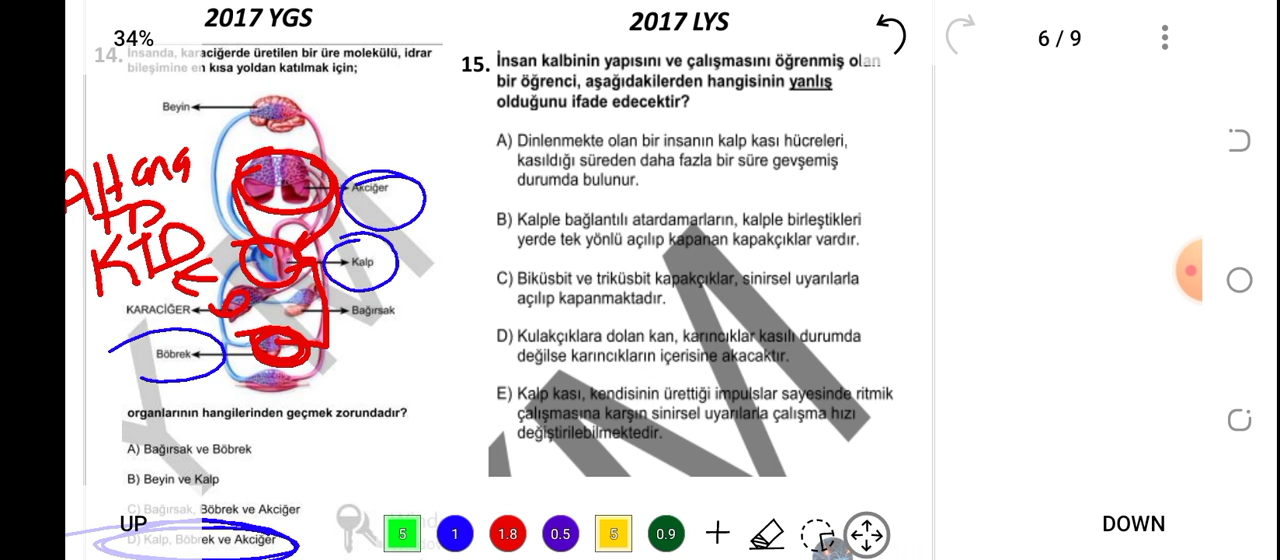 2017 YGS
34%
14. İnsanda, karaciğerde üretilen bir üre molekülü, idrar
bileşimine en kısa yoldan katılmak için;
Beyin
Akciğer
Kalp
KARACİĞER
Bağırsak
Böbrek
KTD
organlarının hangilerinden geçmek zorundadır?
A) Bağırsak ve Böbrek
B) Beyin ve Kalp
C) Bağırsak, Böbrek ve Akciğer
D) Kalp, Böbrek ve Akciğer
UP
2017 LYS
15. İnsan kalbinin yapısını ve çalışmasını öğrenmiş olan
bir öğrenci, aşağıdakilerden hangisinin yanlış
olduğunu ifade edecektir?
A) Dinlenmekte olan bir insanın kalp kası hücreleri,
kasıldığı süreden daha fazla bir süre gevşemiş
durumda bulunur.
B) Kalple bağlantılı atardamarların, kalple birleştikleri
yerde tek yönlü açılıp kapanan kapakçıklar vardır.
C) Biküsbit ve triküsbit kapakçıklar, sinirsel uyarılarla
açılıp kapanmaktadır.
D) Kulakçıklara dolan kan, karıncıklar kasılı durumda
değilse karıncıkların içerisine akacaktır.
E) Kalp kası, kendisinin ürettiği impulslar sayesinde ritmik
çalışmasına karşın sinirsel uyarılarla çalışma hızı
değiştirilebilmektedir.
5
1
1.8
0.5
5
0.9
6 / 9
DOWN